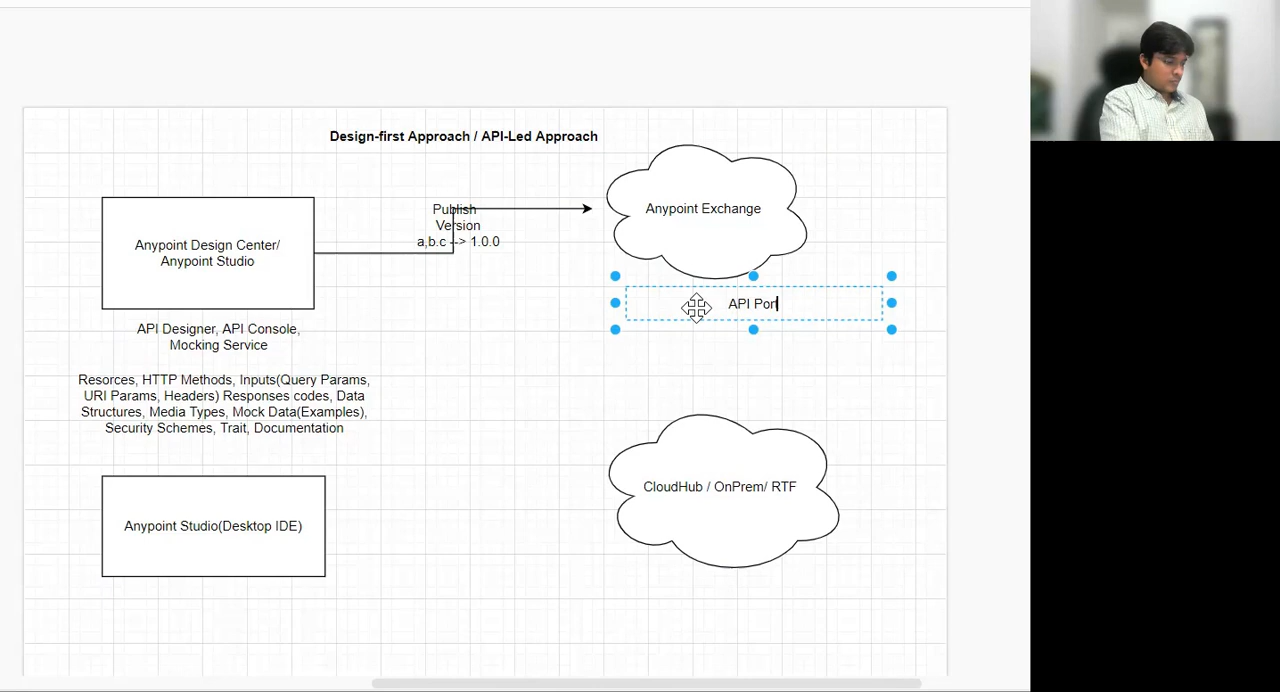 Design-first Approach / API-Led Approach
Anypoint Design Center/
Anypoint Studio
Publish
Version
a,b.c --> 1.0.0
Anypoint Exchange
API Port
API Designer, API Console,
Mocking Service
Resorces, HTTP Methods, Inputs(Query Params,
URI Params, Headers) Responses codes, Data
Structures, Media Types, Mock Data(Examples),
Security Schemes, Trait, Documentation
Anypoint Studio(Desktop IDE)
CloudHub / OnPrem/ RTF